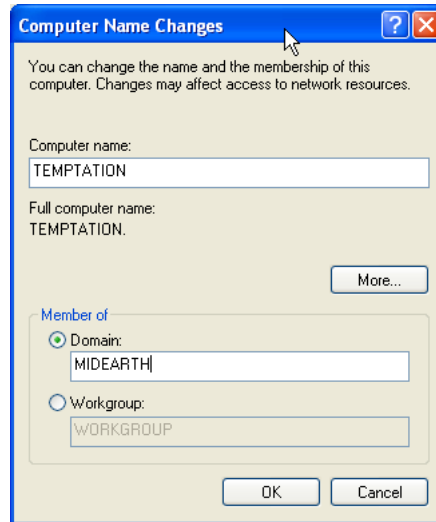 Computer Name Changes
You can change the name and the membership of this
computer. Changes may affect access to network resources.
Computer name:
TEMPTATION
Full computer name:
TEMPTATION.
More...
Member of
Domain:
MIDEARTH
Workgroup:
WORKGROUP
OK Cancel